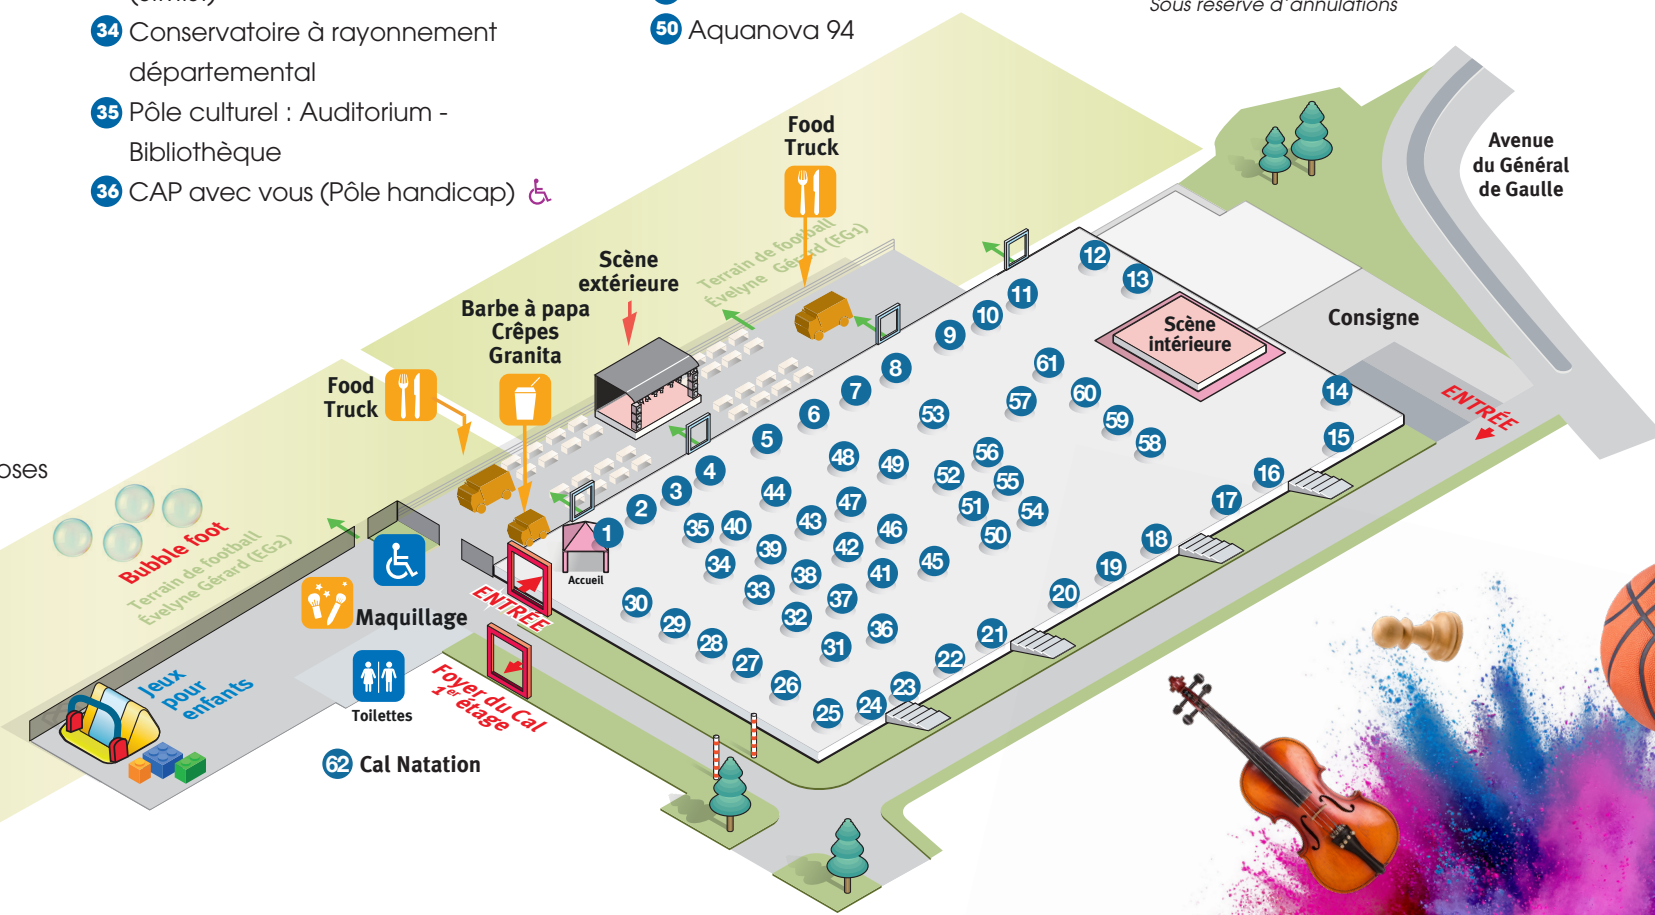 34 Conservatoire à rayonnement
départemental
35 Pôle culturel : Auditorium -
Bibliothèque
36 CAP avec vous (Pôle handicap)
50 Aquanova 94
Sous réserve d'annulations
Food
Truck
Avenue
du Général
de Gaulle
Terrain de football
Évelyne Gérard (EG1)
Scène
extérieure
Barbe à papa
Crêpes
Granita
Food
Truck
Scène
intérieure
Consigne
ENTRÉE
oses
Bubble foot
Terrain de football
Évelyne Gérard (EG2)
Maquillage
Jeux
pour
enfants
Toilettes
62 Cal Natation
Accueil
ENTRÉE
Foyer du Cal
1er étage
12
13
11
10
9
8
7
6
5
4
3
2
1
61
60
59
58
57
53
14
15
16
17
18
19
20
21
22
23
24
25
26
27
28
29
30
48
49
56
52
55
51
54
50
44
47
43
46
35
40
39
42
45
34
38
41
33
37
32
36
31